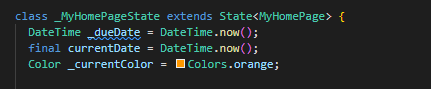 class _MyHomePageState extends State<MyHomePage> {
DateTime _dueDate = DateTime.now();
final currentDate = DateTime.now();
Color _currentColor = Colors.orange;